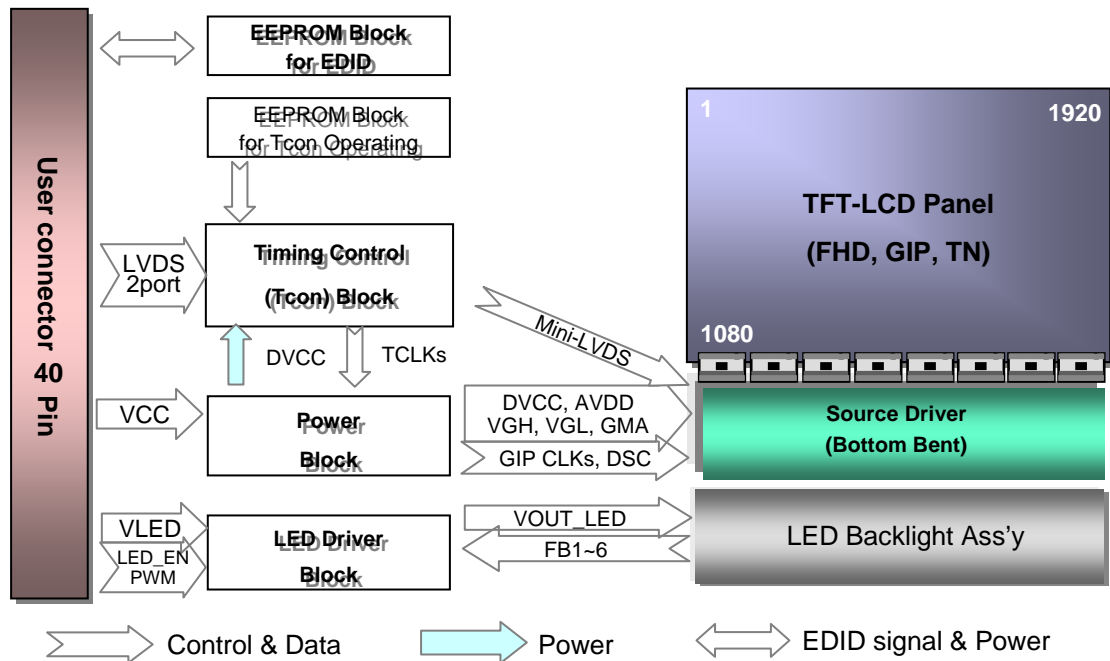 User connector 40 Pin
EEPROM Block
for EDID
EEPROM Block
for Tcon Operating
LVDS
2port
Timing Control
(Tcon) Block
DVCC
TCLKs
VCC
Power
Block
VLED
LED_EN
PWM
LED Driver
Block
Mini-LVDS
DVCC, AVDD
VGH, VGL, GMA
GIP CLKs, DSC
VOUT_LED
FB1~6
1
1920
TFT-LCD Panel
(FHD, GIP, TN)
1080
Source Driver
(Bottom Bent)
LED Backlight Ass'y
Control & Data
Power
EDID signal & Power